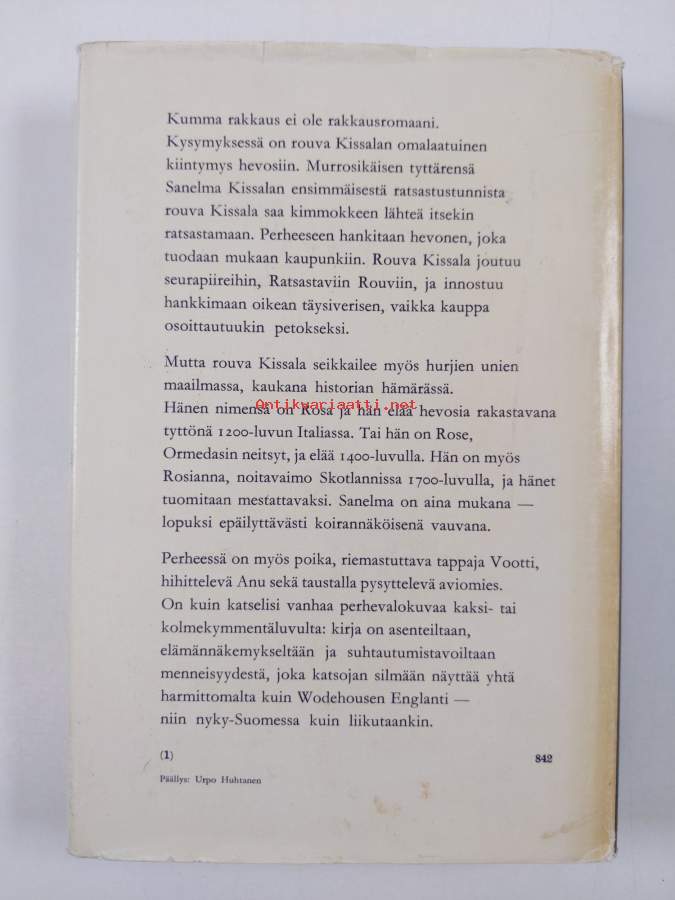 Kumma rakkaus ei ole rakkausromaani.
Kysymyksessä on rouva Kissalan omalaatuinen
kiintymys hevosiin. Murrosikäisen tyttärensä
Sanelma Kissalan ensimmäisestä ratsastustunnista
rouva Kissala saa kimmokkeen lähteä itsekin
ratsastamaan. Perheeseen hankitaan hevonen, joka
tuodaan mukaan kaupunkiin. Rouva Kissala joutuu
seurapiireihin, Ratsastaviin Rouviin, ja innostuu
hankkimaan oikean täysiverisen, vaikka kauppa
osoittautuukin petokseksi.
Mutta rouva Kissala seikkailee myös hurjien unien
maailmassa, kaukana historian hämärässä.
Antikvariaatti.net
Hänen nimensä on Rosa ja hän elää hevosia rakastavana
tyttönä 1200-luvun Italiassa. Tai hän on Rose,
Ormedasin neitsyt, ja elää 1400-luvulla. Hän on myös
Rosianna, noitavaimo Skotlannissa 1700-luvulla, ja hänet
tuomitaan mestattavaksi. Sanelma on aina mukana —
lopuksi epäilyttävästi koirannäköisenä vauvana.
Perheessä on myös poika, riemastuttava tappaja Vootti,
hihittelevä Anu sekä taustalla pysyttelevä aviomies.
On kuin katselisi vanhaa perhevalokuvaa kaksi- tai
kolmekymmentäluvulta: kirja on asenteiltaan,
elämännäkemykseltään ja suhtautumistavoiltaan
menneisyydestä, joka katsojan silmään näyttää yhtä
harmittomalta kuin Wodehousen Englanti —
niin nyky-Suomessa kuin liikutaankin.
(1)
842
Päällys: Urpo Huhtanen